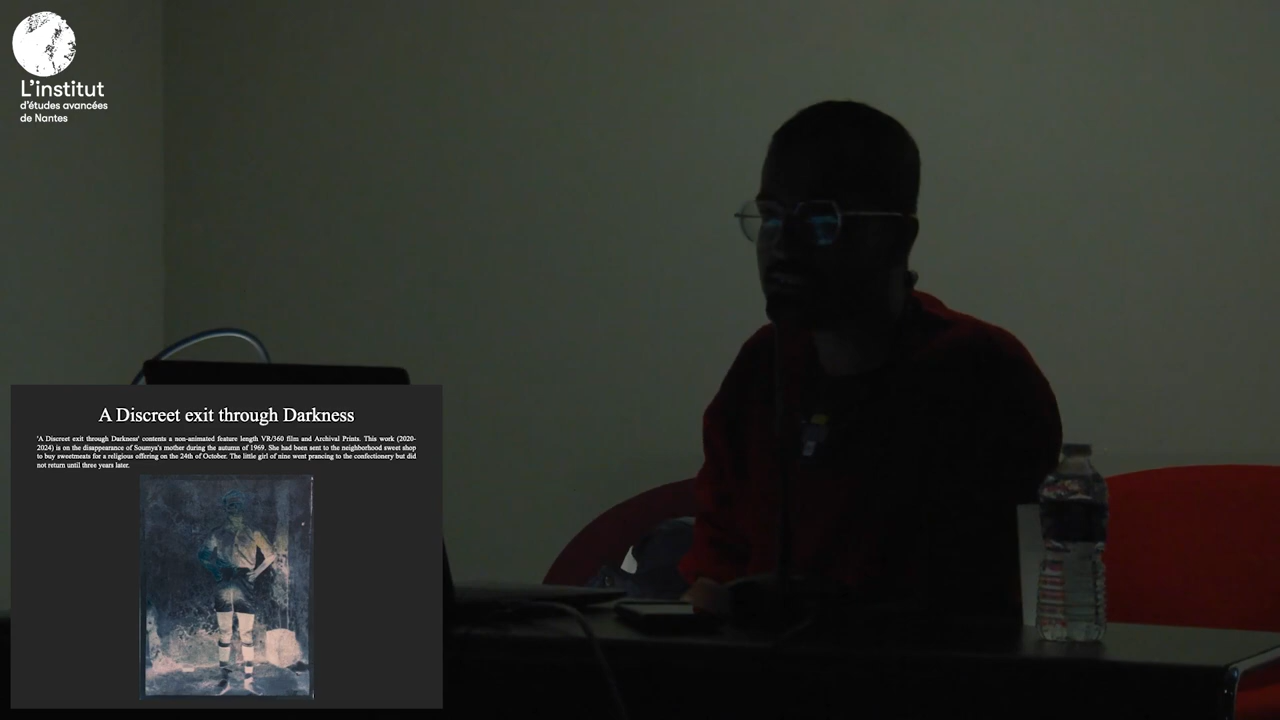 L'institut
d'études avancées
de Nantes
A Discreet exit through Darkness
'A Discreet exit through Darkness' contents a non-animated feature length VR/360 film and Archival Prints. This work (2020-
2024) is on the disappearance of Soumya's mother during the autumn of 1969. She had been sent to the neighborhood sweet shop
to buy sweetmeats for a religious offering on the 24th of October. The little girl of nine went prancing to the confectionery but did
not return until three years later.